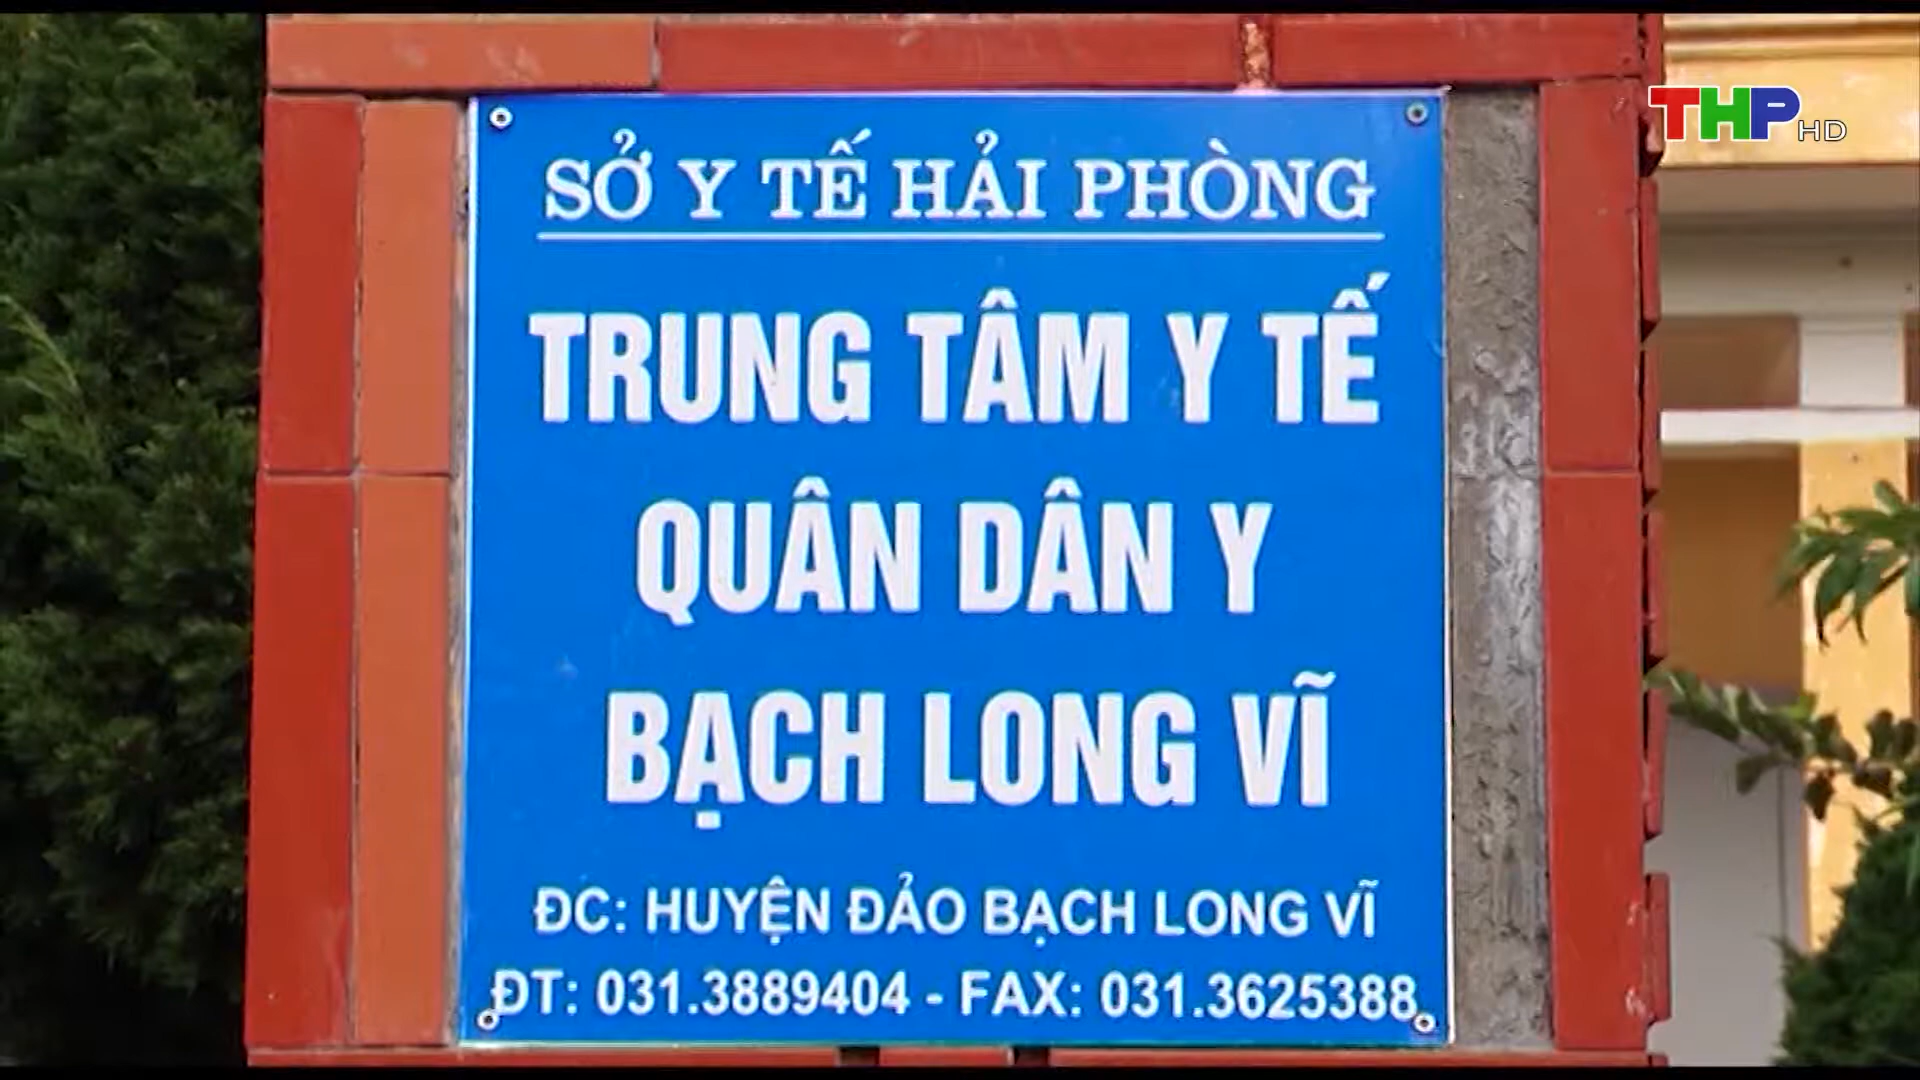 THP HD
SỞ Y TẾ HẢI PHÒNG
TRUNG TÂM Y TẾ
QUÂN DÂN Y
BẠCH LONG VĨ
ĐC: HUYỆN ĐẢO BẠCH LONG VĨ
ĐT: 031.3889404 - FAX: 031.3625388